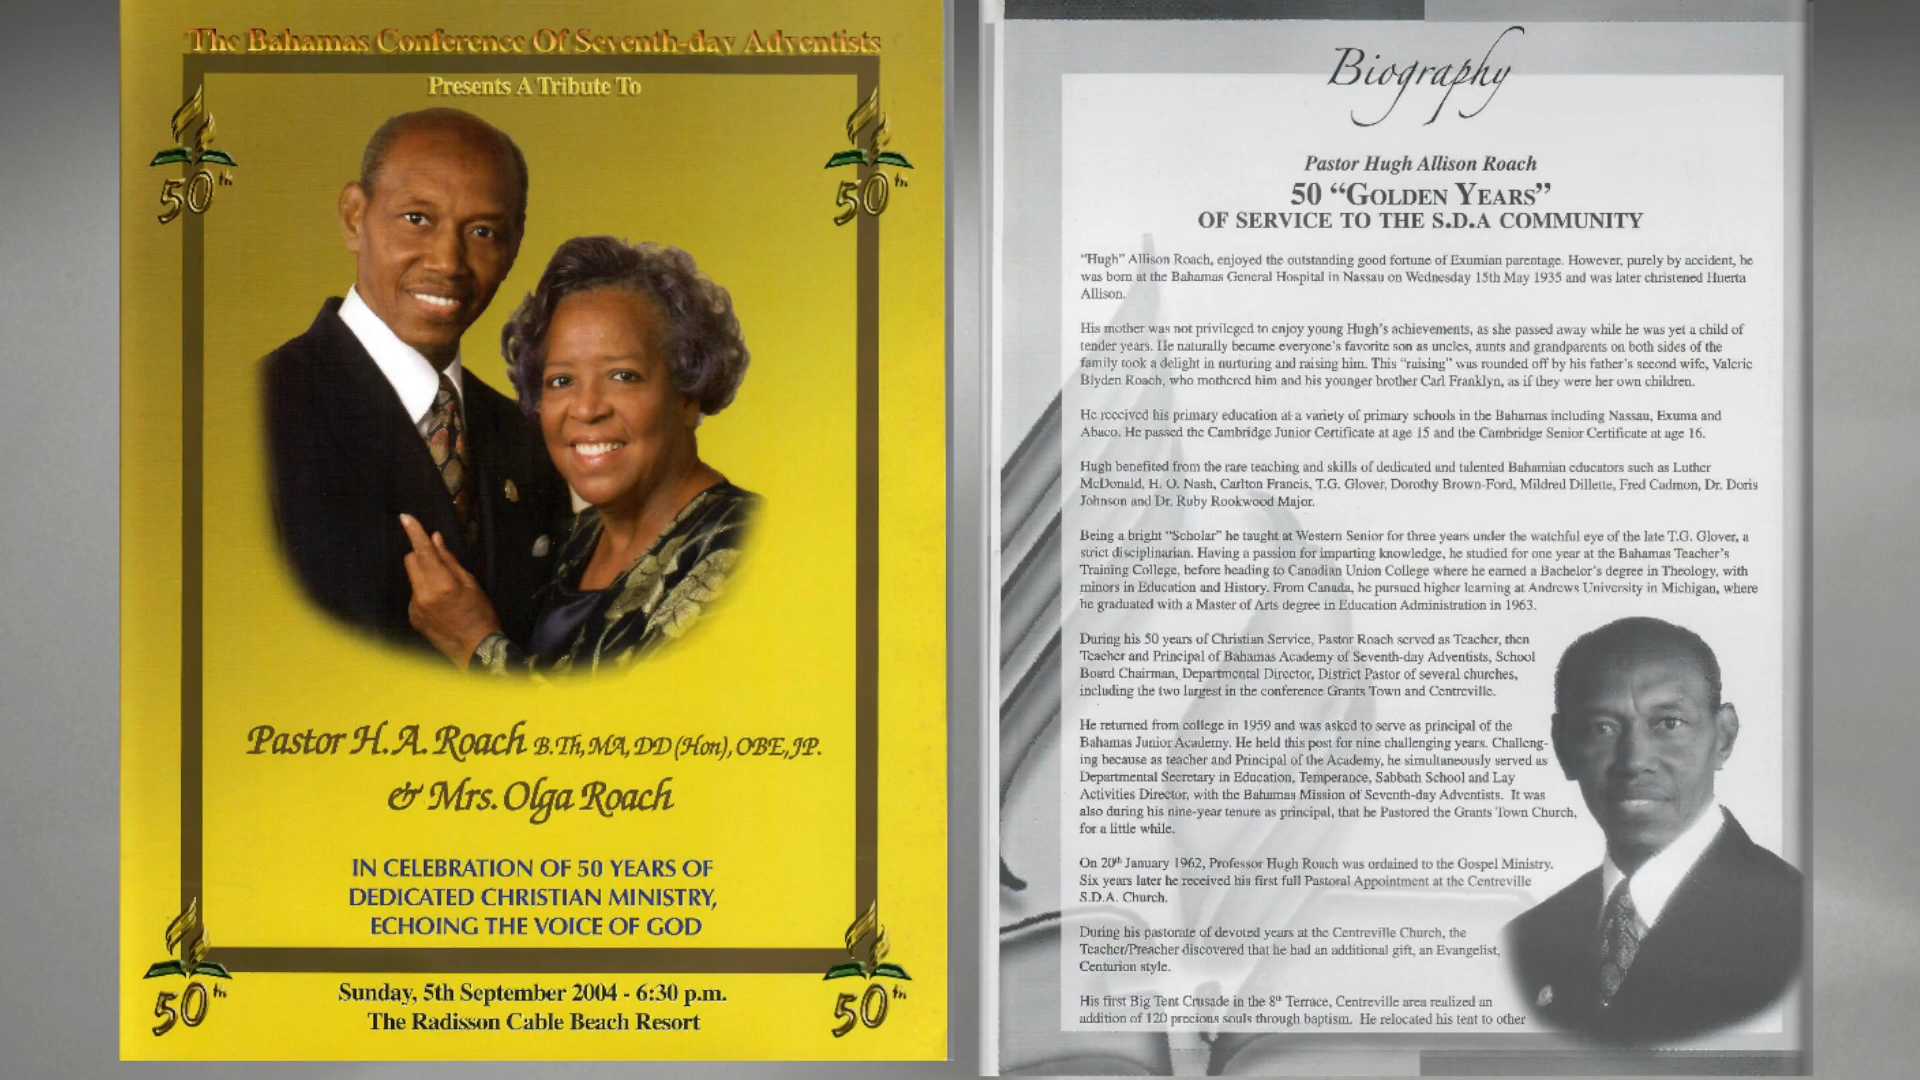 The Bahamas Conference Of Seventh-day Adventists
Presents A Tribute To
50th
50th
Pastor H.A. Roach B.Th, MA, DD (Hon), OBE, JP.
& Mrs. Olga Roach
IN CELEBRATION OF 50 YEARS OF
DEDICATED CHRISTIAN MINISTRY,
ECHOING THE VOICE OF GOD
50th
50th
Sunday, 5th September 2004 - 6:30 p.m.
The Radisson Cable Beach Resort
Biography
Pastor Hugh Allison Roach
50 “GOLDEN YEARS”
OF SERVICE TO THE S.D.A COMMUNITY
“Hugh” Allison Roach, enjoyed the outstanding good fortune of Exumian parentage. However, purely by accident, he
was born at the Bahamas General Hospital in Nassau on Wednesday 15th May 1935 and was later christened Huerta
Allison.
His mother was not privileged to enjoy young Hugh’s achievements, as she passed away while he was yet a child of
tender years. He naturally became everyone’s favorite son as uncles, aunts and grandparents on both sides of the
family took a delight in nurturing and raising him. This “raising” was rounded off by his father’s second wife, Valeric
Blyden Roach, who mothered him and his younger brother Carl Franklyn, as if they were her own children.
He received his primary education at a variety of primary schools in the Bahamas including Nassau, Exuma and
Abaco. He passed the Cambridge Junior Certificate at age 15 and the Cambridge Senior Certificate at age 16.
Hugh benefited from the rare teaching and skills of dedicated and talented Bahamian educators such as Luther
McDonald, H. O. Nash, Carlton Francis, T.G. Glover, Dorothy Brown-Ford, Mildred Dillette, Fred Cadmon, Dr. Doris
Johnson and Dr. Ruby Rookwood Major.
Being a bright “Scholar” he taught at Western Senior for three years under the watchful eye of the late T.G. Glover, a
strict disciplinarian. Having a passion for imparting knowledge, he studied for one year at the Bahamas Teacher’s
Training College, before heading to Canadian Union College where he earned a Bachelor’s degree in Theology, with
minors in Education and History. From Canada, he pursued higher learning at Andrews University in Michigan, where
he graduated with a Master of Arts degree in Education Administration in 1963.
During his 50 years of Christian Service, Pastor Roach served as Teacher, then
Teacher and Principal of Bahamas Academy of Seventh-day Adventists, School
Board Chairman, Departmental Director, District Pastor of several churches,
including the two largest in the conference Grants Town and Centreville.
He returned from college in 1959 and was asked to serve as principal of the
Bahamas Junior Academy. He held this post for nine challenging years. Challeng-
ing because as teacher and Principal of the Academy, he simultaneously served as
Departmental Secretary in Education, Temperance, Sabbath School and Lay
Activities Director, with the Bahamas Mission of Seventh-day Adventists. It was
also during his nine-year tenure as principal, that he Pastored the Grants Town Church,
for a little while.
On 20th January 1962, Professor Hugh Roach was ordained to the Gospel Ministry.
Six years later he received his first full Pastoral Appointment at the Centreville
S.D.A. Church.
During his pastorate of devoted years at the Centreville Church, the
Teacher/Preacher discovered that he had an additional gift, an Evangelist,
Centurion style.
His first Big Tent Crusade in the 8th Terrace, Centreville area realized an
addition of 120 precious souls through baptism. He relocated his tent to other